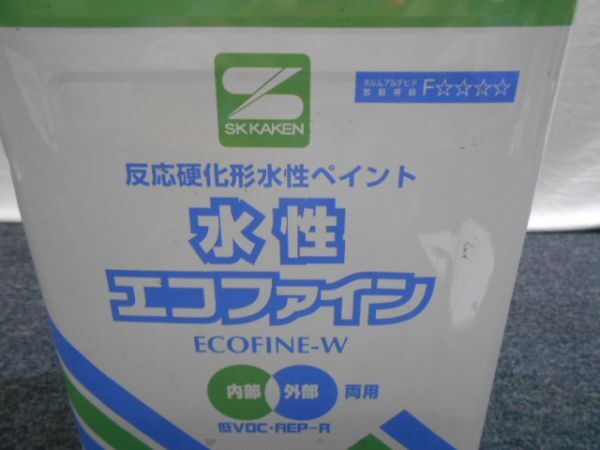 SK KAKEN
ホルムアルデヒド
放散等級 F☆☆☆☆
反応硬化形水性ペイント
水性
エコファイン
ECOFINE-W
内部 外部 両用
低VOC・REP-R